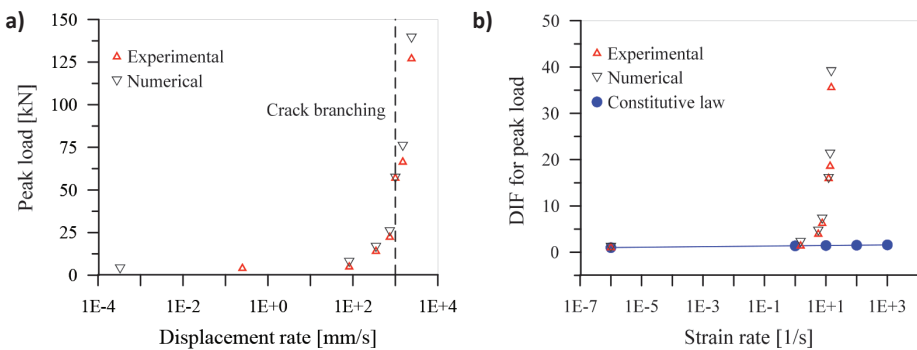 a)
150
125
100
75
50
25
0
Peak load [kN]
Experimental
Numerical
Crack branching
1E-4
1E-2
1E+0
1E+2
1E+4
Displacement rate [mm/s]
b)
50
40
30
20
10
0
DIF for peak load
Experimental
Numerical
Constitutive law
1E-7
1E-5
1E-3
1E-1
1E+1
1E+3
Strain rate [1/s]